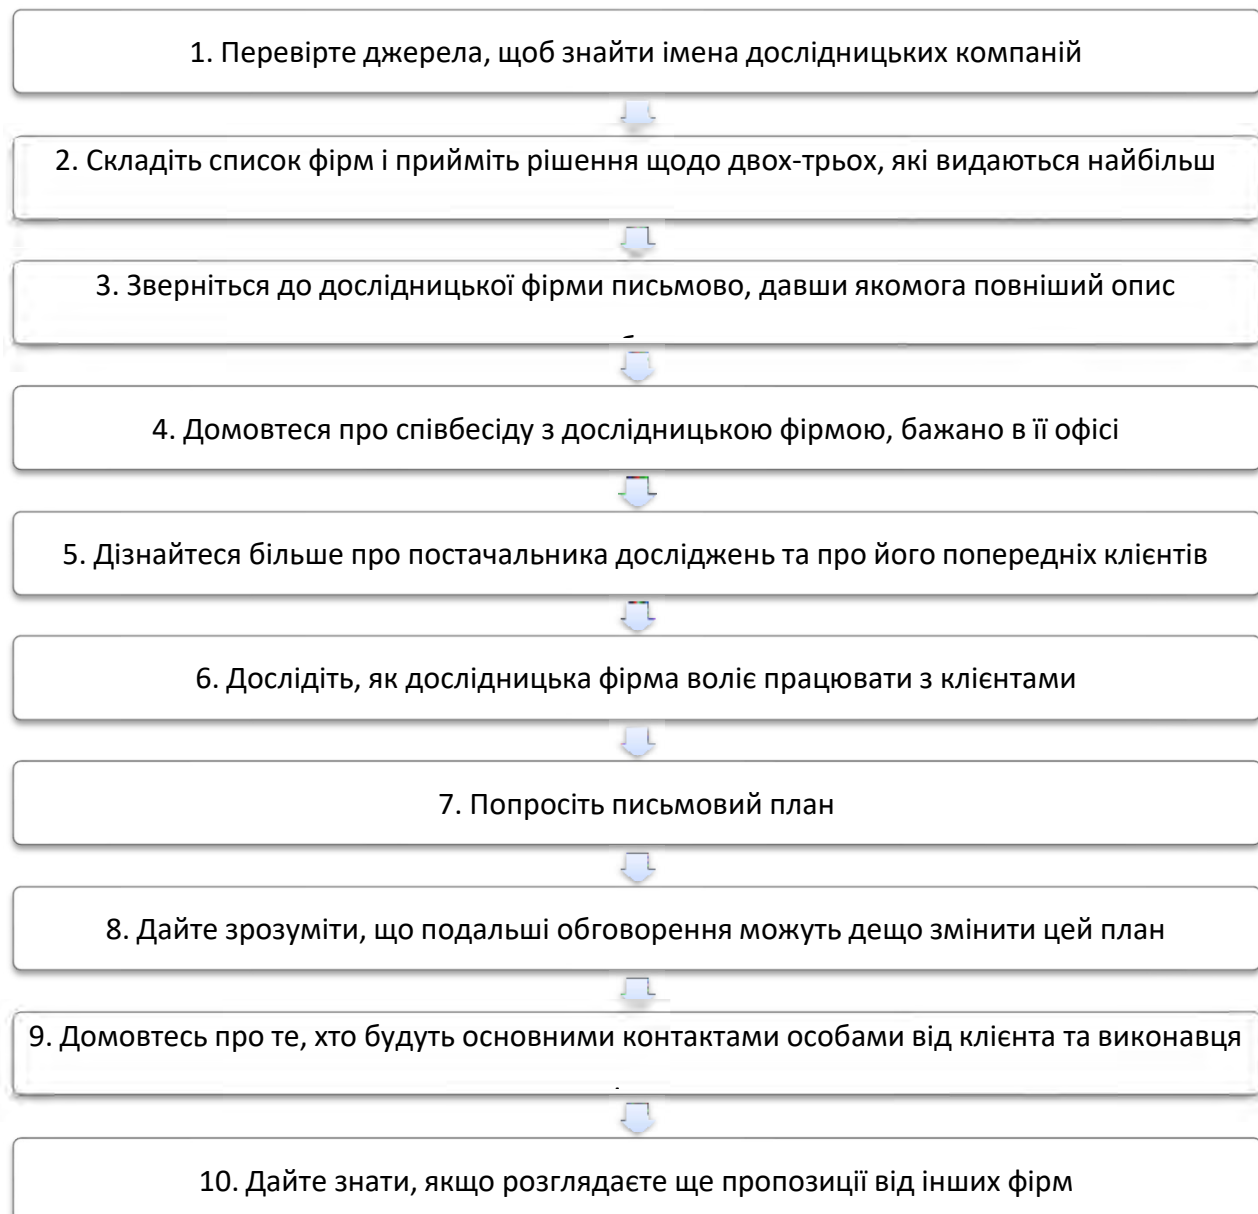 1. Перевірте джерела, щоб знайти імена дослідницьких компаній
2. Складіть список фірм і прийміть рішення щодо двох-трьох, які видаються найбільш
3. Зверніться до дослідницької фірми письмово, давши якомога повніший опис
4. Домовтеся про співбесіду з дослідницькою фірмою, бажано в її офісі
5. Дізнайтеся більше про постачальника досліджень та про його попередніх клієнтів
6. Дослідіть, як дослідницька фірма воліє працювати з клієнтами
7. Попросіть письмовий план
8. Дайте зрозуміти, що подальші обговорення можуть дещо змінити цей план
9. Домовтесь про те, хто будуть основними контактами особами від клієнта та виконавця
10. Дайте знати, якщо розглядаєте ще пропозиції від інших фірм